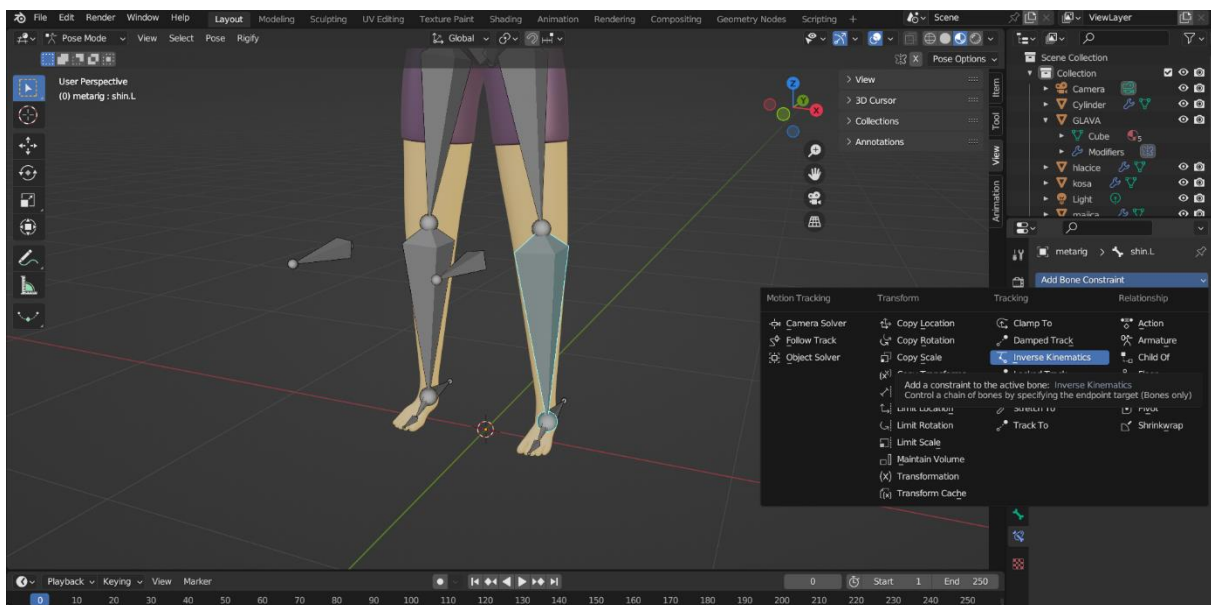 File Edit Render Window Help Layout Modeling Sculpting UV Editing Texture Paint Shading Animation Rendering Compositing Geometry Nodes Scripting + Scene ViewLayer
Pose Mode View Select Pose Rigify Global
X Pose Options
User Perspective
(0) metarig : shin.L
View
3D Cursor
Collections
Annotations
Item
Tool
View
Animation
Z
Y
X
Scene Collection
Collection
Camera
Cylinder
GLAVA
Cube 5
Modifiers
hlacice
kosa
Light
majica
metarig > shin.L
Add Bone Constraint
Motion Tracking Transform Tracking Relationship
Camera Solver Copy Location Clamp To Action
Follow Track Copy Rotation Damped Track Armature
Object Solver Copy Scale Inverse Kinematics Child Of
Add a constraint to the active bone: Inverse Kinematics
Control a chain of bones by specifying the endpoint target (Bones only)
Limit Location Stretch To Pivot
Limit Rotation Track To Shrinkwrap
Limit Scale
Maintain Volume
Transformation
Transform Cache
Playback Keying View Marker 0 Start 1 End 250
0 10 20 30 40 50 60 70 80 90 100 110 120 130 140 150 160 170 180 190 200 210 220 230 240 250